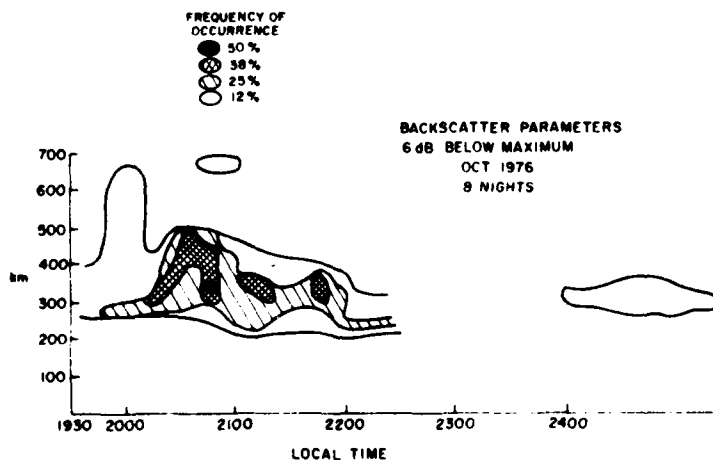 FREQUENCY OF
OCCURRENCE
50%
38%
25%
12%
BACKSCATTER PARAMETERS
6 dB BELOW MAXIMUM
OCT 1976
8 NIGHTS
700
600
500
400
km
300
200
100
1930 2000 2100 2200 2300 2400
LOCAL TIME